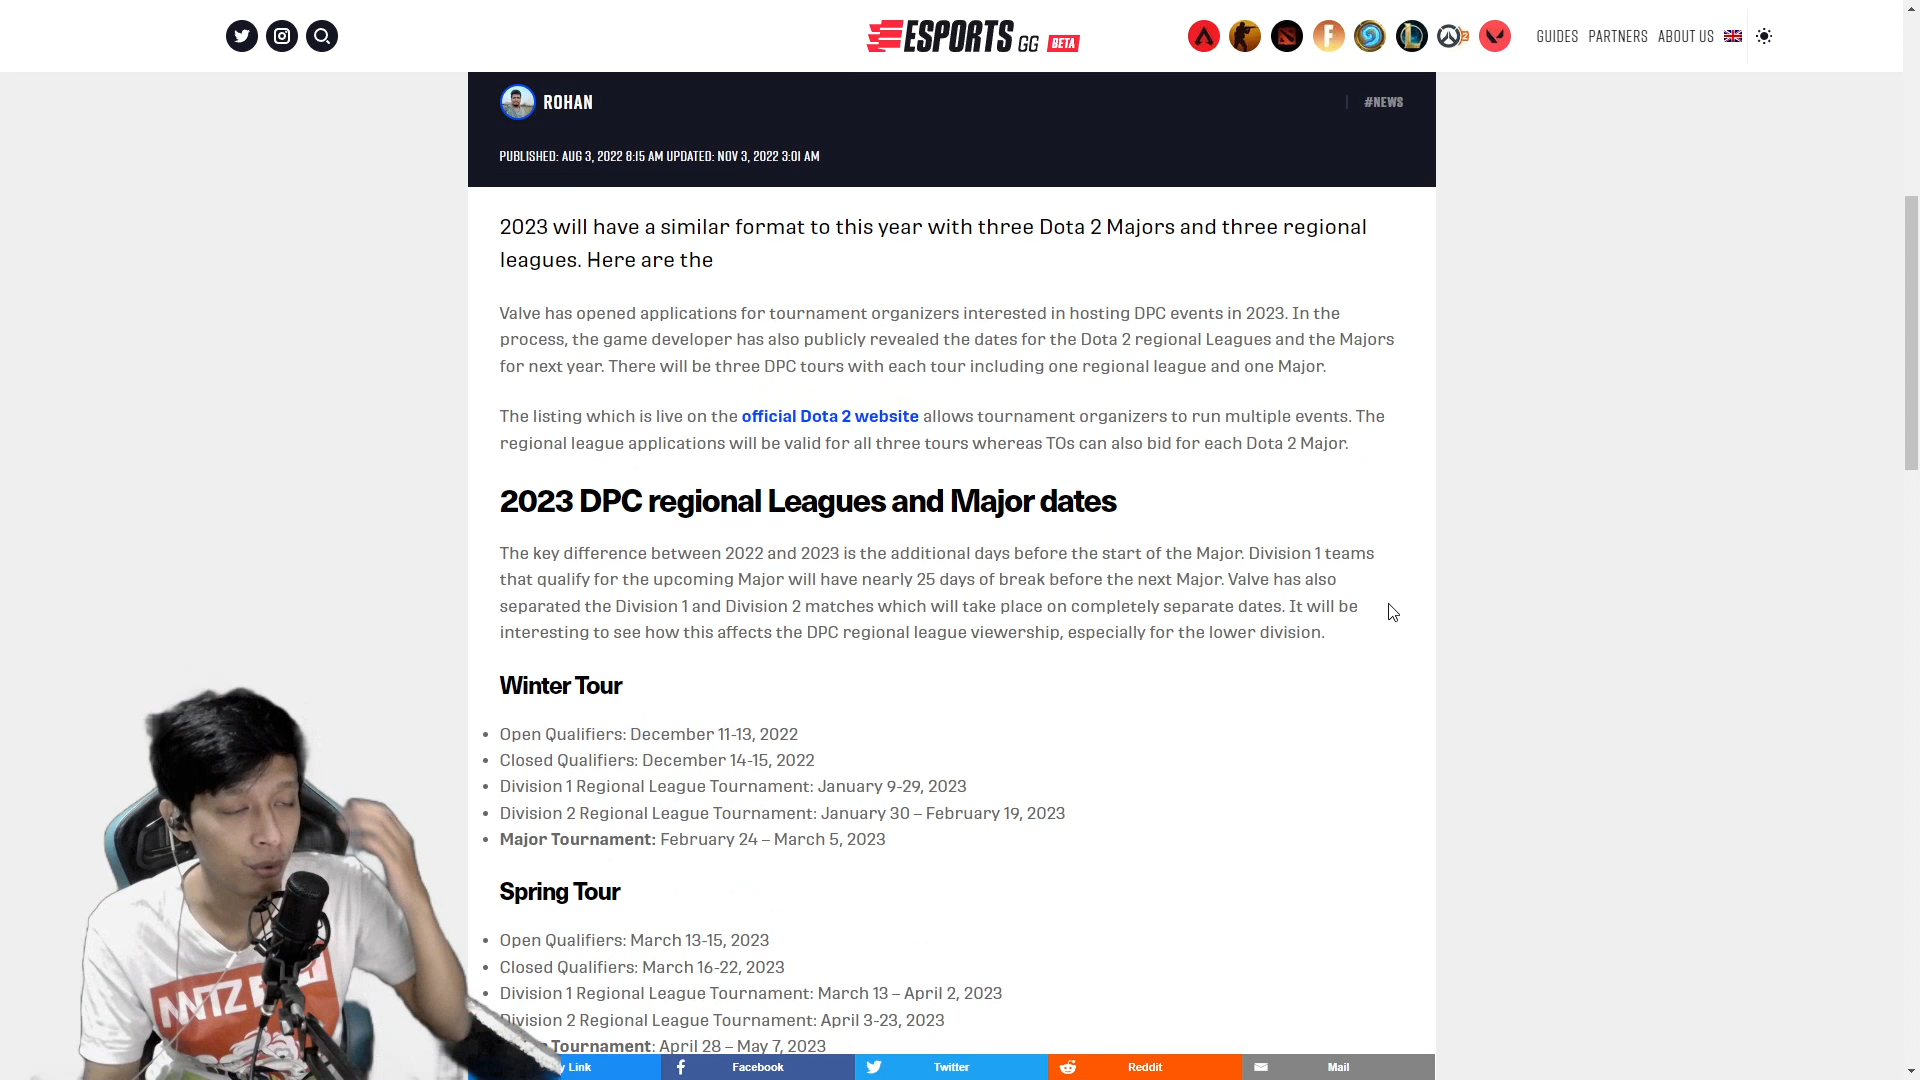 ESPORTS GG BETA
GUIDES PARTNERS ABOUT US
ROHAN
#NEWS
PUBLISHED: AUG 3, 2022 8:15 AM UPDATED: NOV 3, 2022 3:01 AM
2023 will have a similar format to this year with three Dota 2 Majors and three regional
leagues. Here are the
Valve has opened applications for tournament organizers interested in hosting DPC events in 2023. In the
process, the game developer has also publicly revealed the dates for the Dota 2 regional Leagues and the Majors
for next year. There will be three DPC tours with each tour including one regional league and one Major.
The listing which is live on the official Dota 2 website allows tournament organizers to run multiple events. The
regional league applications will be valid for all three tours whereas TOs can also bid for each Dota 2 Major.
2023 DPC regional Leagues and Major dates
The key difference between 2022 and 2023 is the additional days before the start of the Major. Division 1 teams
that qualify for the upcoming Major will have nearly 25 days of break before the next Major. Valve has also
separated the Division 1 and Division 2 matches which will take place on completely separate dates. It will be
interesting to see how this affects the DPC regional league viewership, especially for the lower division.
Winter Tour
• Open Qualifiers: December 11-13, 2022
• Closed Qualifiers: December 14-15, 2022
• Division 1 Regional League Tournament: January 9-29, 2023
• Division 2 Regional League Tournament: January 30 – February 19, 2023
• Major Tournament: February 24 – March 5, 2023
Spring Tour
• Open Qualifiers: March 13-15, 2023
• Closed Qualifiers: March 16-22, 2023
• Division 1 Regional League Tournament: March 13 – April 2, 2023
Division 2 Regional League Tournament: April 3-23, 2023
Tournament: April 28 – May 7, 2023
Link
Facebook
Twitter
Reddit
Mail